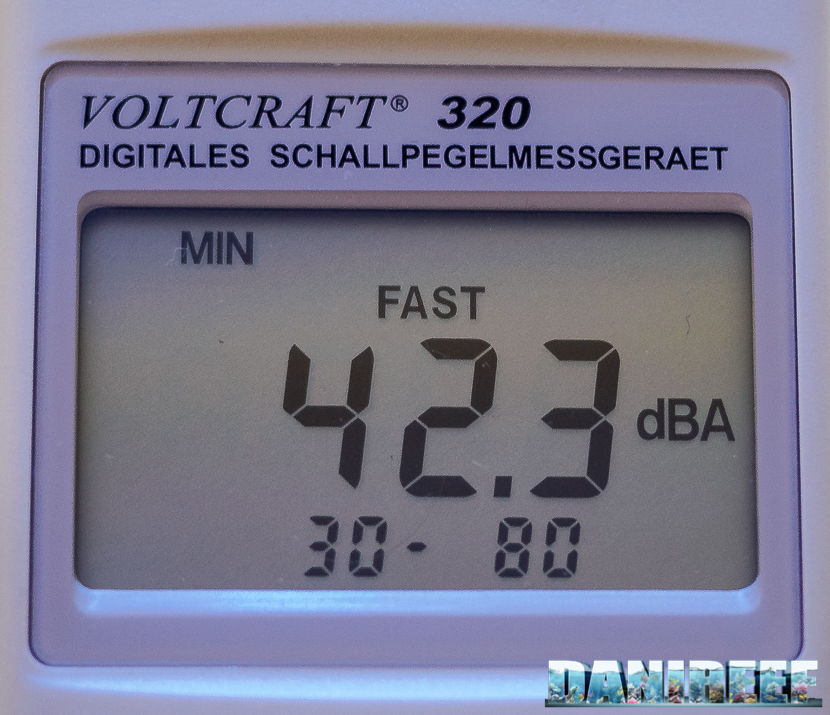 VOLTCRAFT® 320
DIGITALES SCHALLPEGELMESSGERAET
MIN
FAST
42.3 dBA
30 - 80
DANIREEF